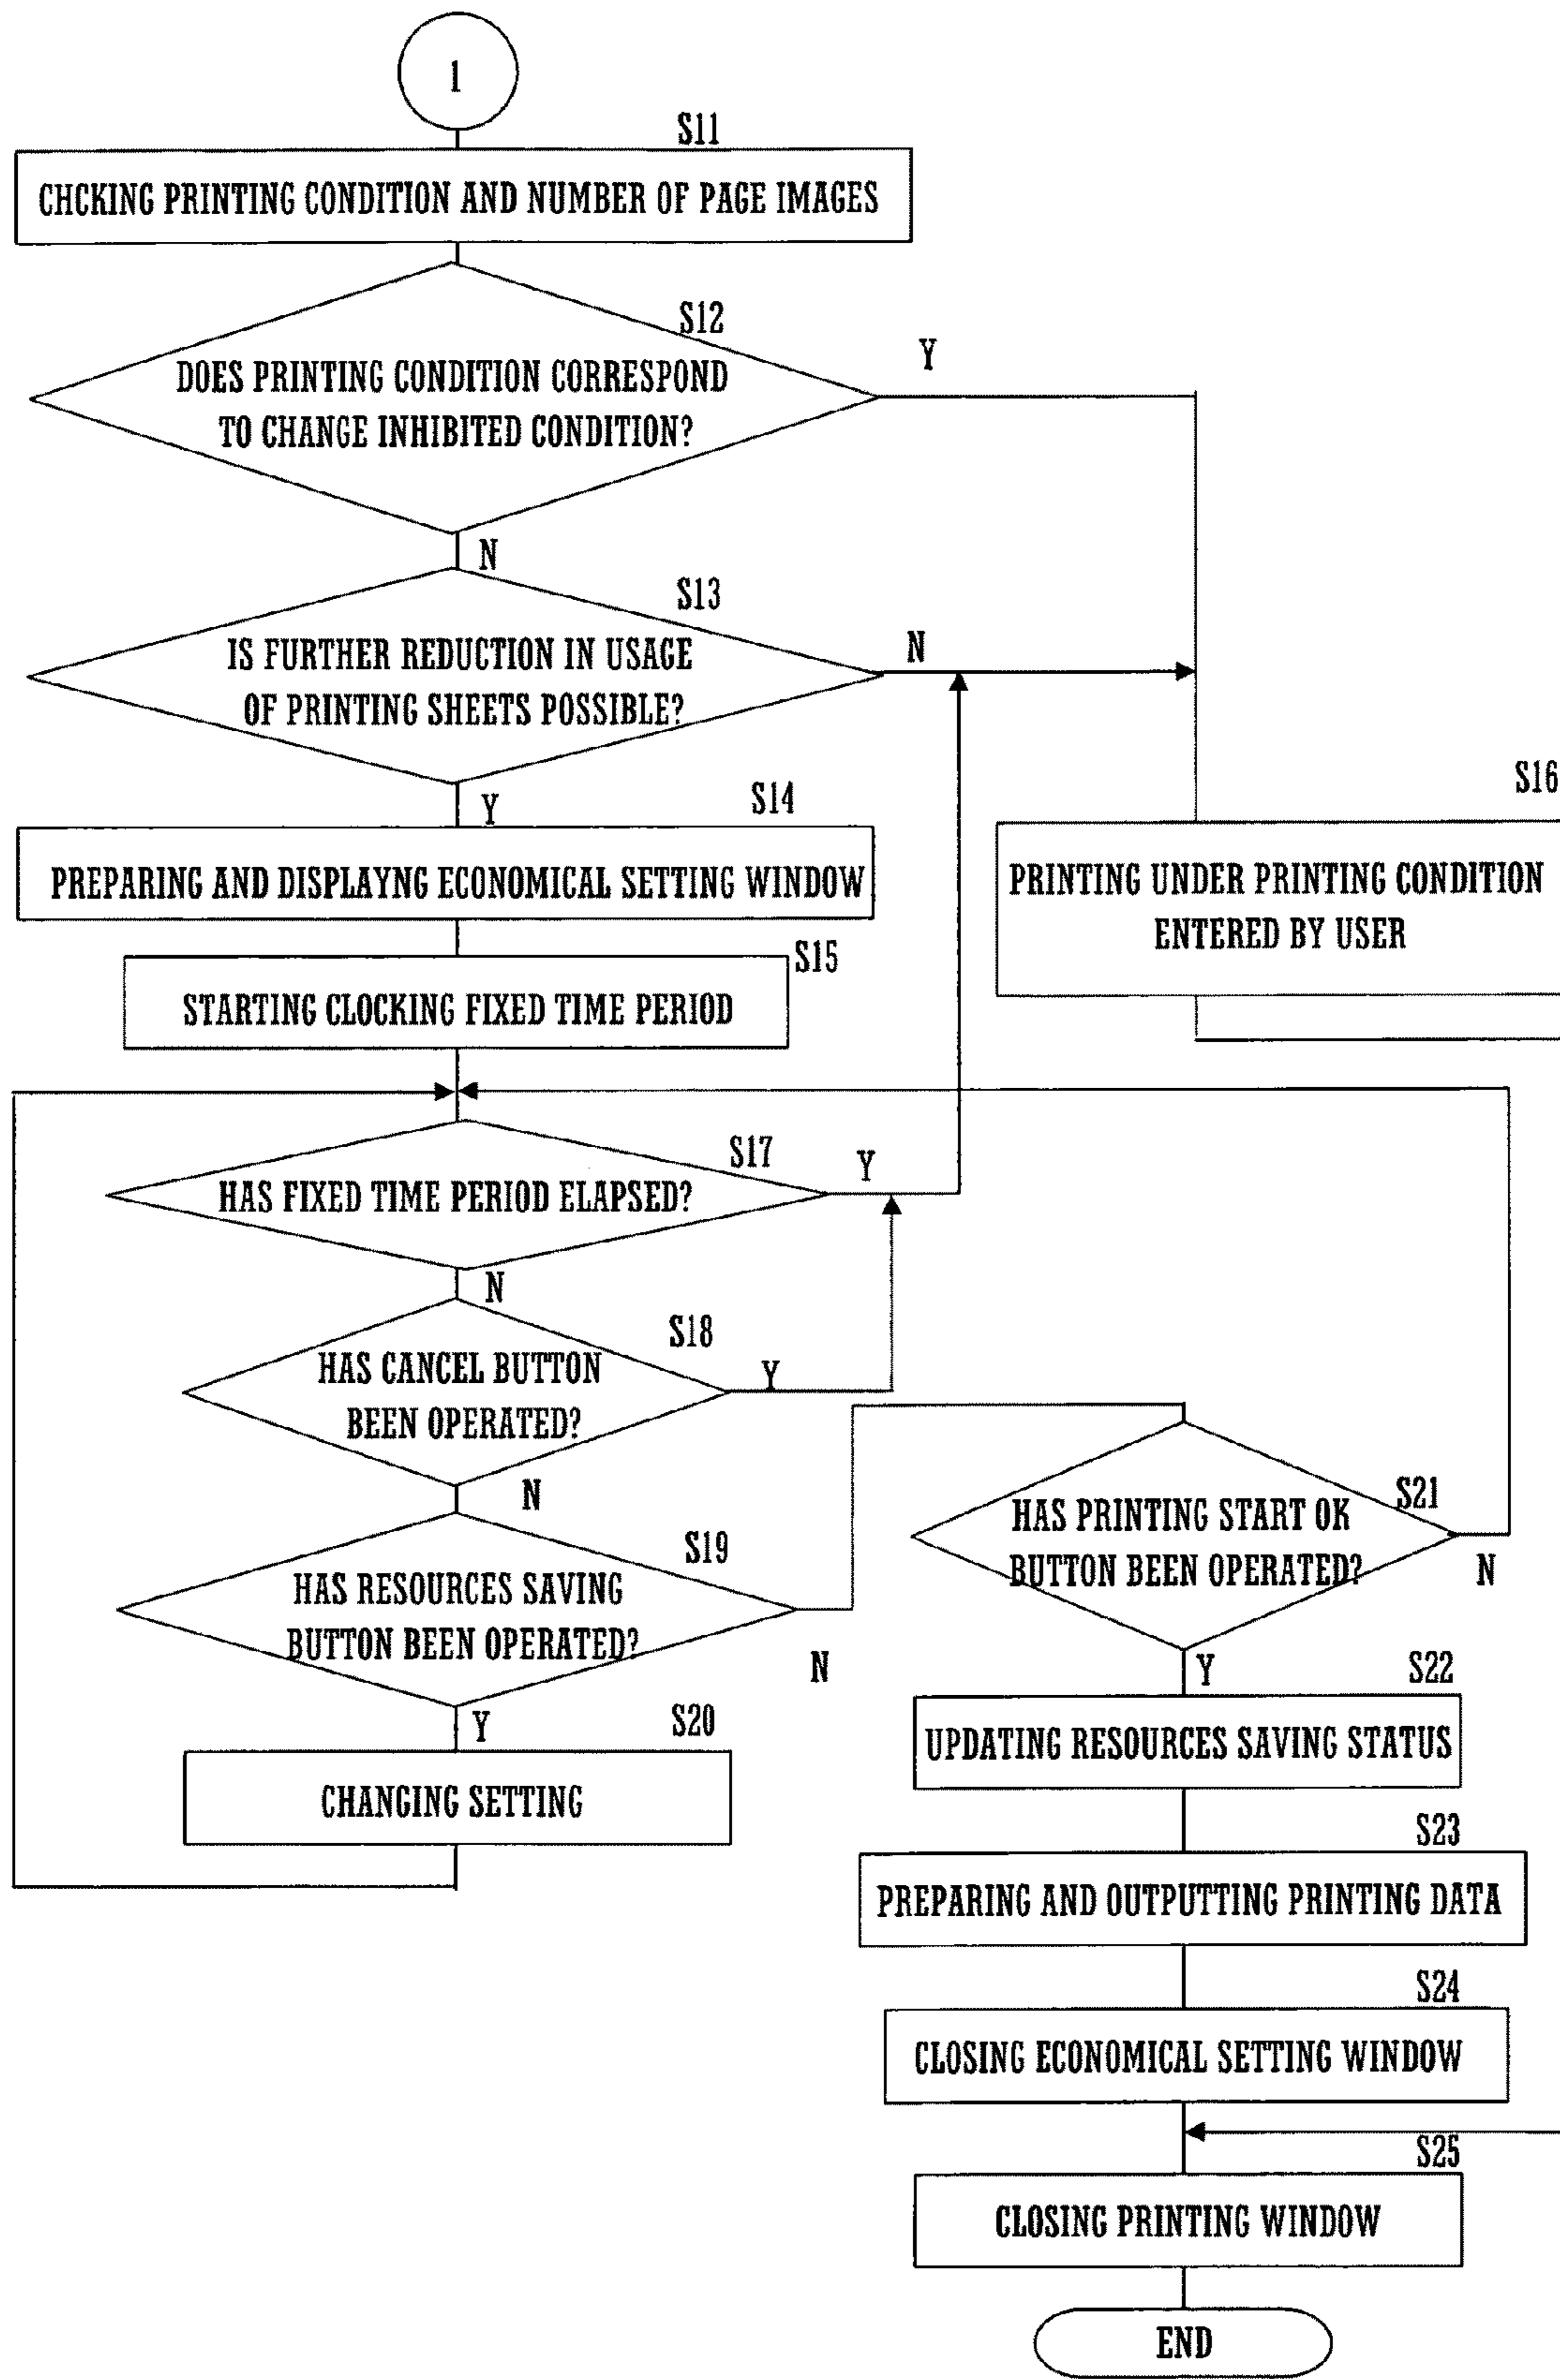 1
S11
CHCKING PRINTING CONDITION AND NUMBER OF PAGE IMAGES
S12
DOES PRINTING CONDITION CORRESPOND
TO CHANGE INHIBITED CONDITION?
Y
N
S13
IS FURTHER REDUCTION IN USAGE
OF PRINTING SHEETS POSSIBLE?
N
Y
S14
PREPARING AND DISPLAYNG ECONOMICAL SETTING WINDOW
S15
STARTING CLOCKING FIXED TIME PERIOD
S16
PRINTING UNDER PRINTING CONDITION
ENTERED BY USER
S17
HAS FIXED TIME PERIOD ELAPSED?
Y
N
S18
HAS CANCEL BUTTON
BEEN OPERATED?
Y
N
S19
HAS RESOURCES SAVING
BUTTON BEEN OPERATED?
N
Y
S20
CHANGING SETTING
S21
HAS PRINTING START OK
BUTTON BEEN OPERATED?
N
Y
S22
UPDATING RESOURCES SAVING STATUS
S23
PREPARING AND OUTPUTTING PRINTING DATA
S24
CLOSING ECONOMICAL SETTING WINDOW
S25
CLOSING PRINTING WINDOW
END